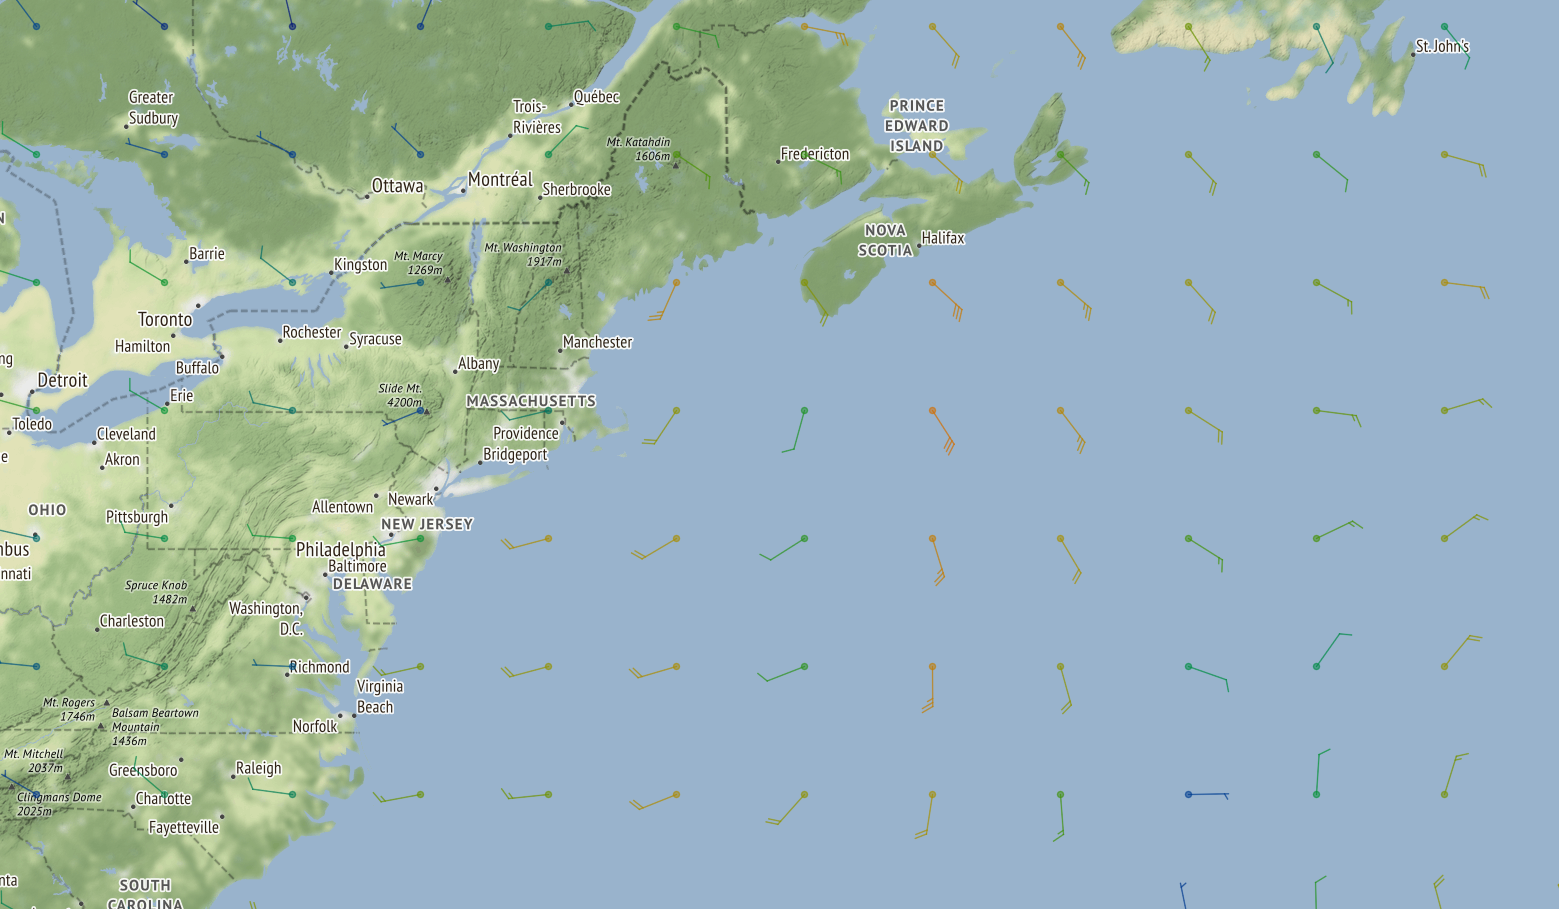 St. John's
Greater
Sudbury
Québec
Trois-
Rivières
PRINCE
EDWARD
ISLAND
Mt. Katahdin
1606m
Fredericton
Ottawa
Montréal
Sherbrooke
N
NOVA
SCOTIA
Halifax
Barrie
Kingston
Mt. Marcy
1269m
Mt. Washington
1917m
Toronto
Hamilton
Rochester
Syracuse
Manchester
ng
Buffalo
Albany
Detroit
Erie
Slide Mt.
4200m
MASSACHUSETTS
Toledo
Cleveland
Providence
e
Akron
Bridgeport
OHIO
Pittsburgh
Allentown
Newark
NEW JERSEY
nbus
Philadelphia
nnati
Baltimore
DELAWARE
Spruce Knob
1482m
Washington,
D.C.
Charleston
Richmond
Virginia
Beach
Mt. Rogers
1746m
Balsam Beartown
Mountain
1436m
Norfolk
Mt. Mitchell
2037m
Greensboro
Raleigh
Clingmans Dome
2025m
Charlotte
Fayetteville
nta
SOUTH
CAROLINA